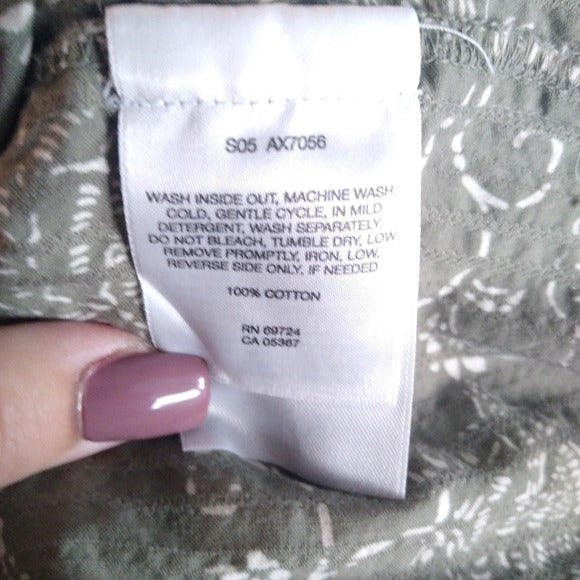 S05 AX7056
WASH INSIDE OUT, MACHINE WASH
COLD, GENTLE CYCLE, IN MILD
DETERGENT, WASH SEPARATELY.
DO NOT BLEACH, TUMBLE DRY, LOW
REMOVE PROMPTLY, IRON, LOW.
REVERSE SIDE ONLY, IF NEEDED
100% COTTON
RN 69724
CA 05367